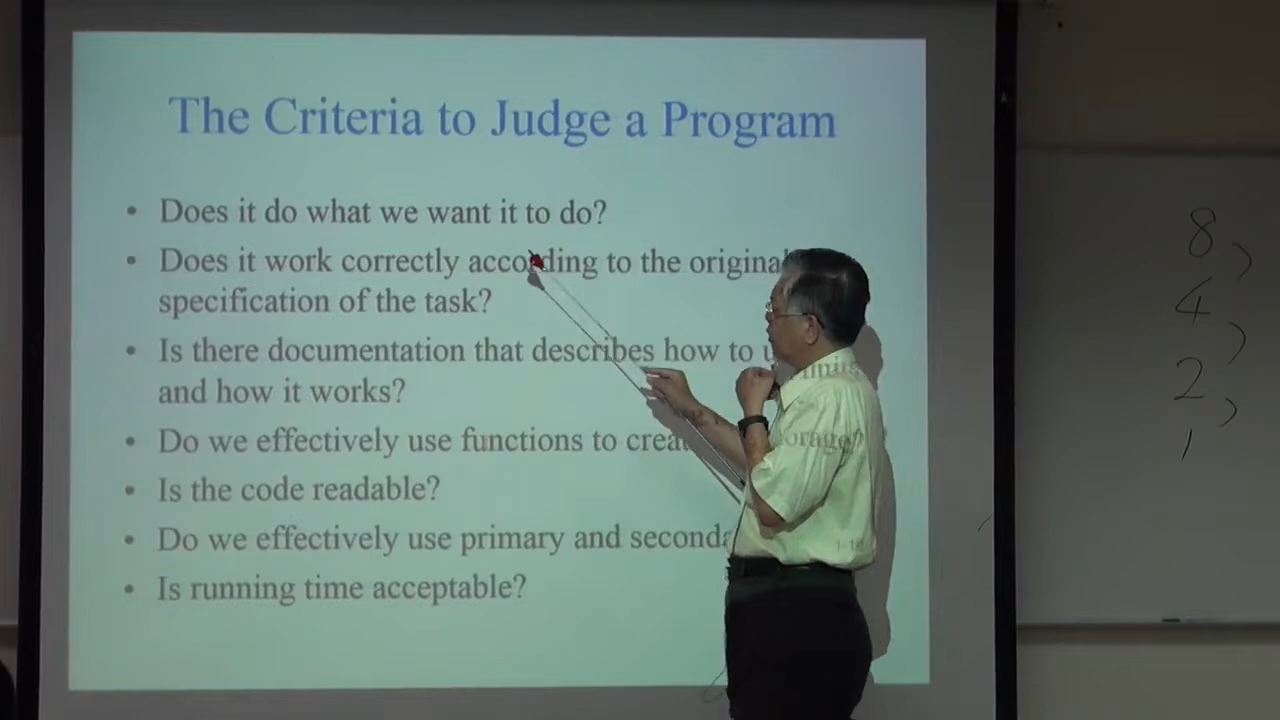 The Criteria to Judge a Program
• Does it do what we want it to do?
• Does it work correctly according to the original
specification of the task?
• Is there documentation that describes how to
and how it works?
• Do we effectively use functions to
• Is the code readable?
• Do we effectively use primary and
• Is running time acceptable?
8,
4,
2,
1